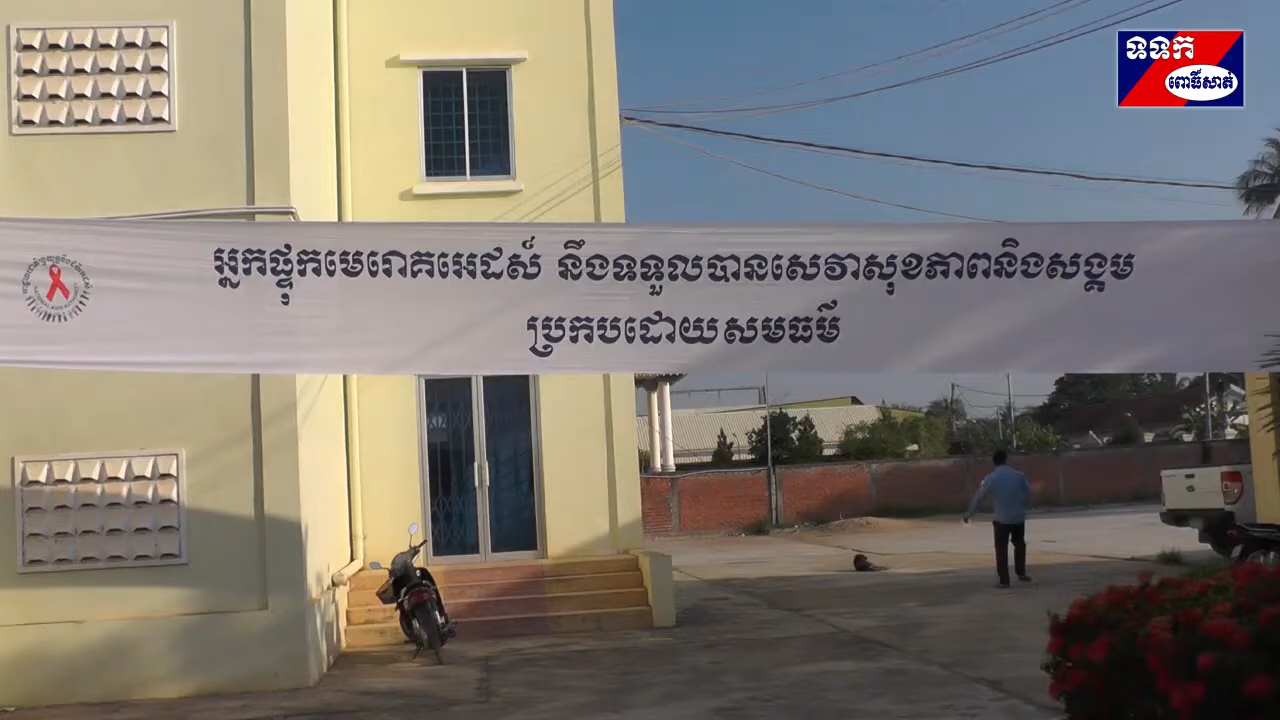 ទទក
ពោធិ៍សាត់
អ្នកផ្ទុកមេរោគអេដស៍ នឹងទទួលបានសេវាសុខភាពនិងសង្គម
ប្រកបដោយសមធម៌